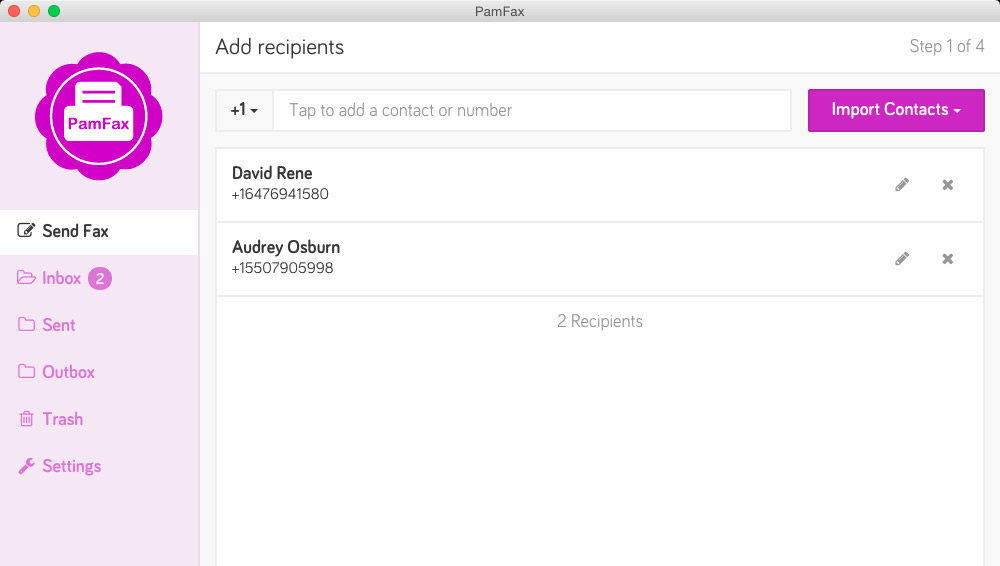 PamFax
PamFax
Send Fax
Inbox 2
Sent
Outbox
Trash
Settings
Add recipients
Step 1 of 4
+1
Tap to add a contact or number
Import Contacts
David Rene
+16476941580
Audrey Osburn
+15507905998
2 Recipients